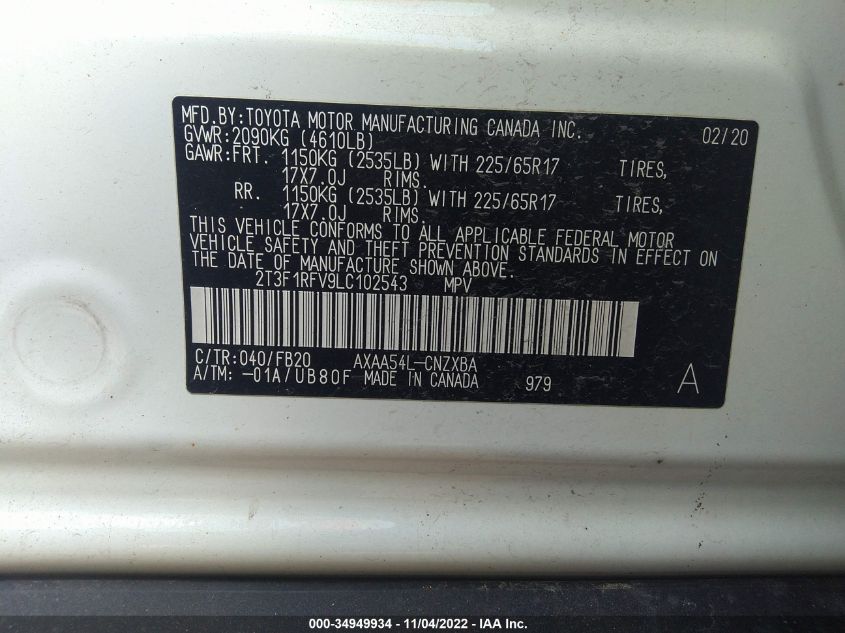 MFD.BY:TOYOTA MOTOR MANUFACTURING CANADA INC. 02/20
GVWR:2090KG (4610LB)
GAWR:FRT. 1150KG (2535LB) WITH 225/65R17 TIRES,
17X7.0J RIMS.
RR. 1150KG (2535LB) WITH 225/65R17 TIRES,
17X7.0J RIMS.
THIS VEHICLE CONFORMS TO ALL APPLICABLE FEDERAL MOTOR
VEHICLE SAFETY AND THEFT PREVENTION STANDARDS IN EFFECT ON
THE DATE OF MANUFACTURE SHOWN ABOVE.
2T3F1RFV9LC102543 MPV
C/TR:040/FB20 AXAA54L-CNZXBA
A/TM: -01A/UB80F MADE IN CANADA 979 A
000-34949934 - 11/04/2022 - IAA Inc.